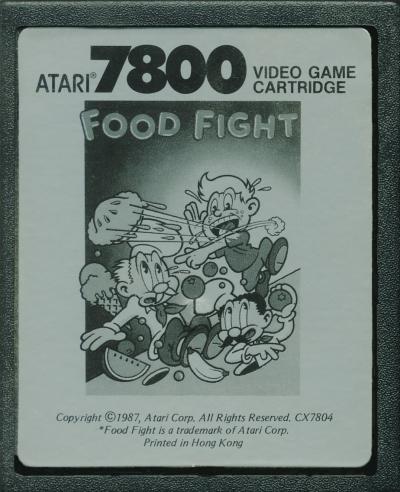 ATARI® 7800 VIDEO GAME
CARTRIDGE
FOOD FIGHT
Copyright ©1987, Atari Corp. All Rights Reserved. CX7804
*Food Fight is a trademark of Atari Corp.
Printed in Hong Kong